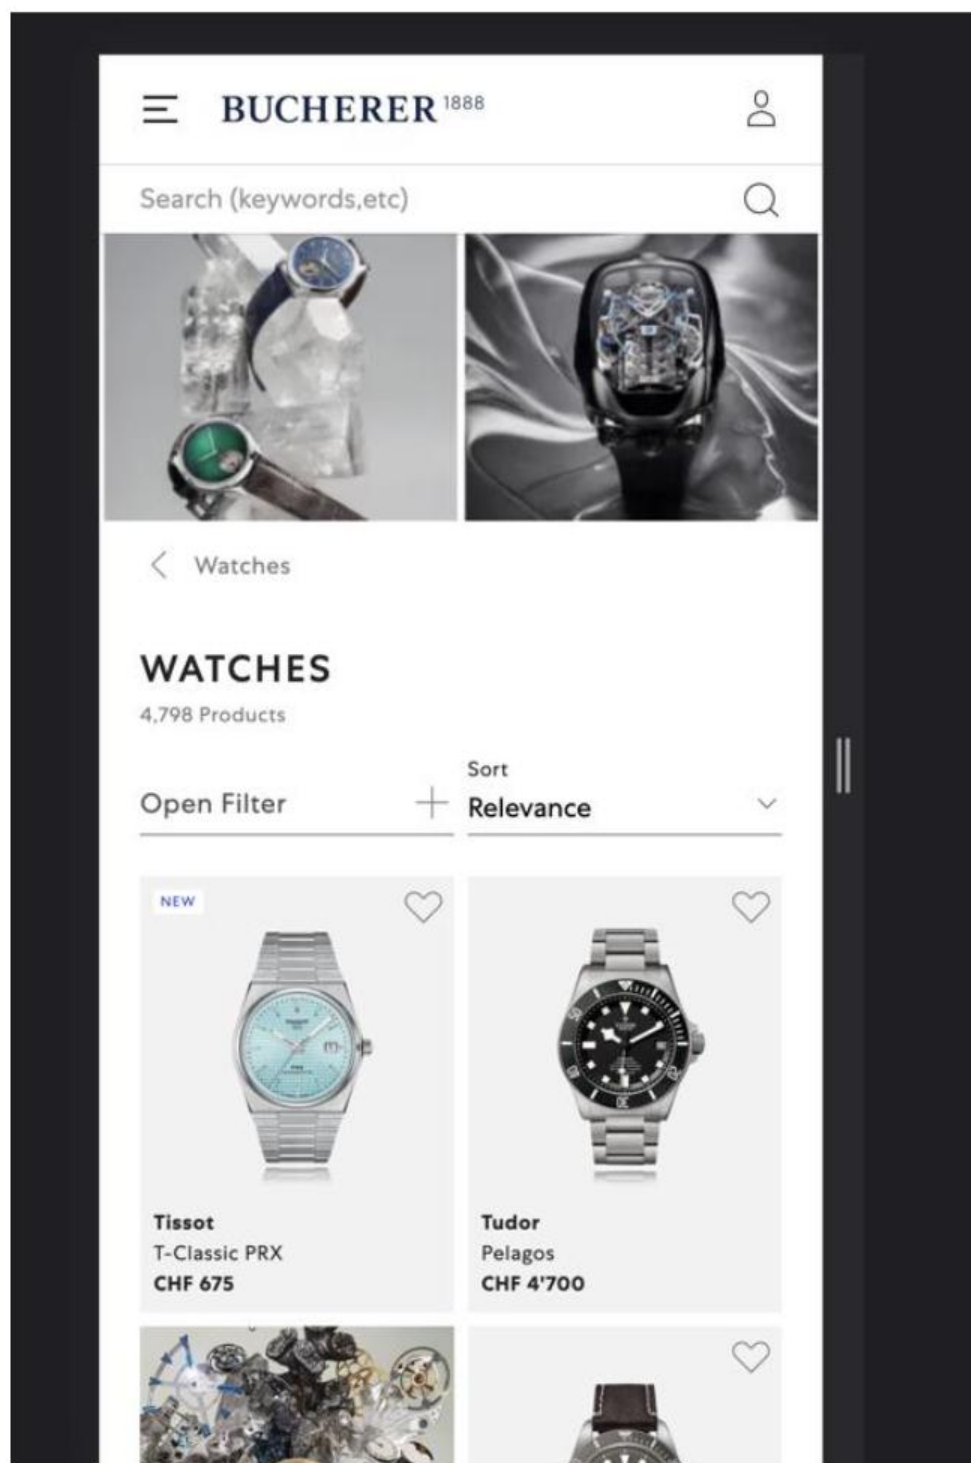 BUCHERER 1888
Search (keywords,etc)
Watches
WATCHES
4,798 Products
Open Filter
Sort
Relevance
NEW
Tissot
T-Classic PRX
CHF 675
Tudor
Pelagos
CHF 4'700